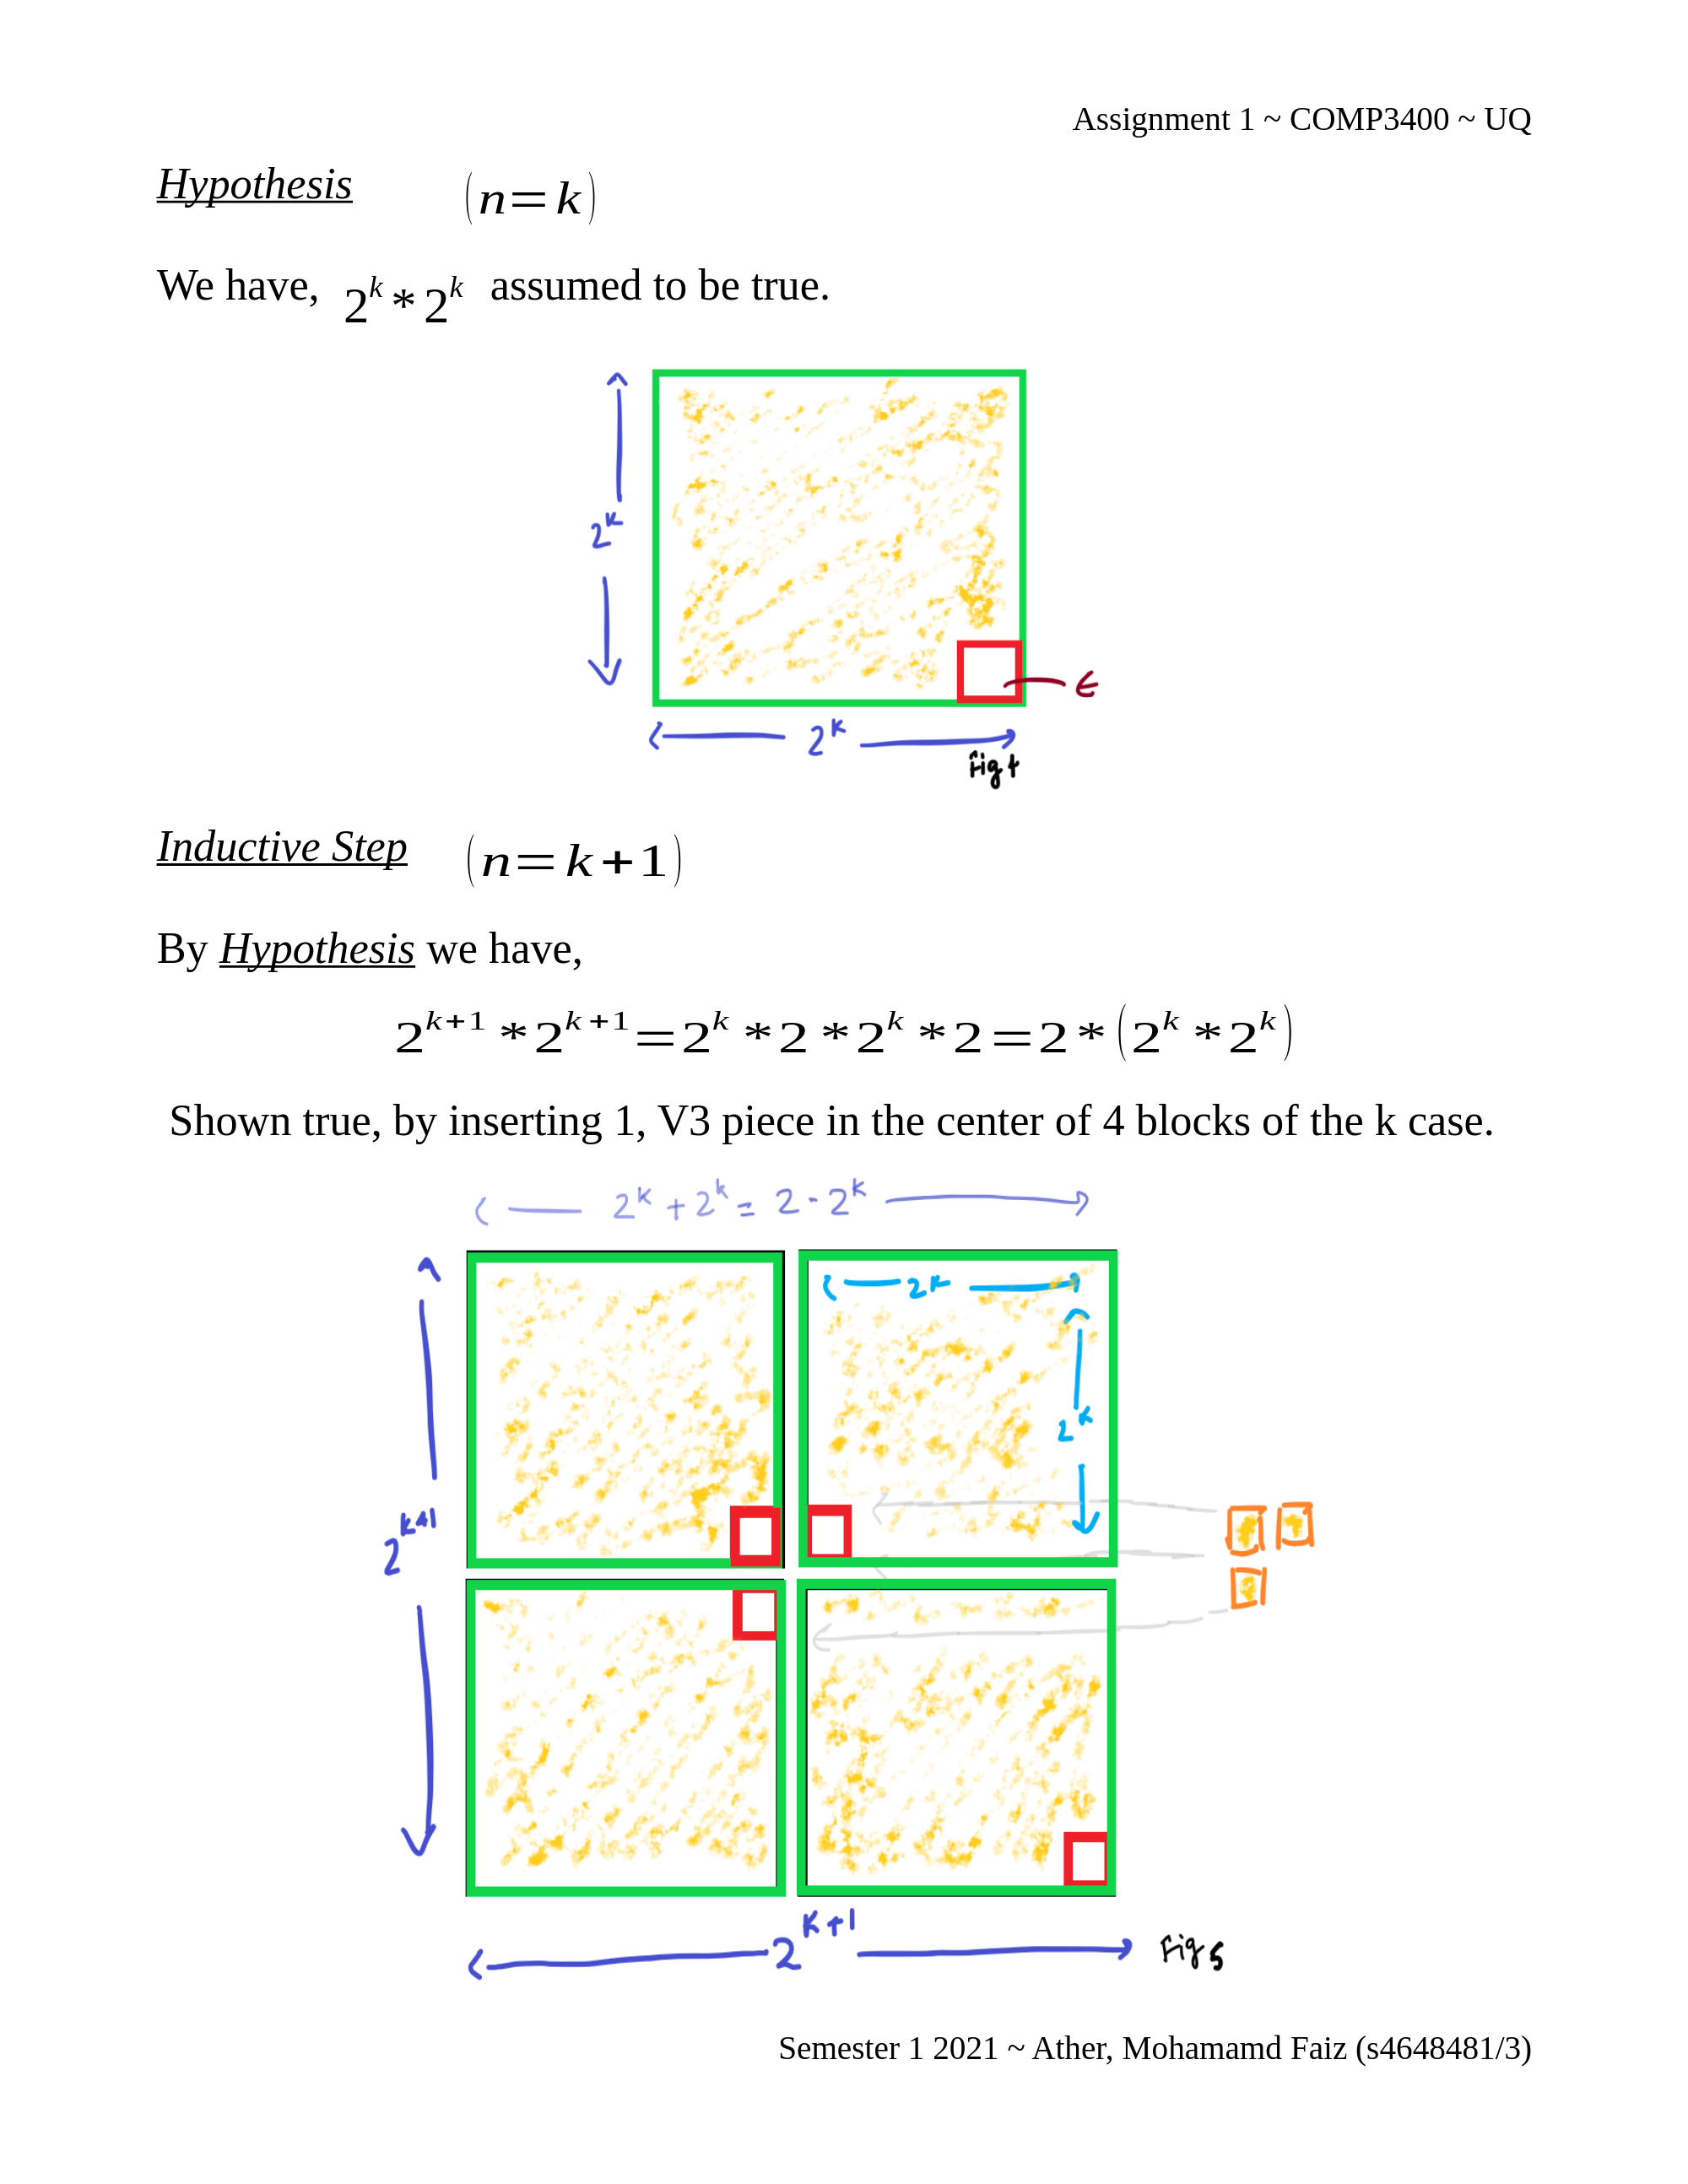 Assignment 1 ~ COMP3400 ~ UQ
Hypothesis (n=k)
We have, 2^k * 2^k assumed to be true.
2^k
ϵ
2^k
Fig 4
Inductive Step (n=k+1)
By Hypothesis we have,
2^{k+1} * 2^{k+1} = 2^k * 2 * 2^k * 2 = 2 * (2^k * 2^k)
Shown true, by inserting 1, V3 piece in the center of 4 blocks of the k case.
2^k + 2^k = 2 · 2^k
2^k
2^k
2^{k+1}
2^{k+1}
Fig 5
Semester 1 2021 ~ Ather, Mohamamd Faiz (s4648481/3)